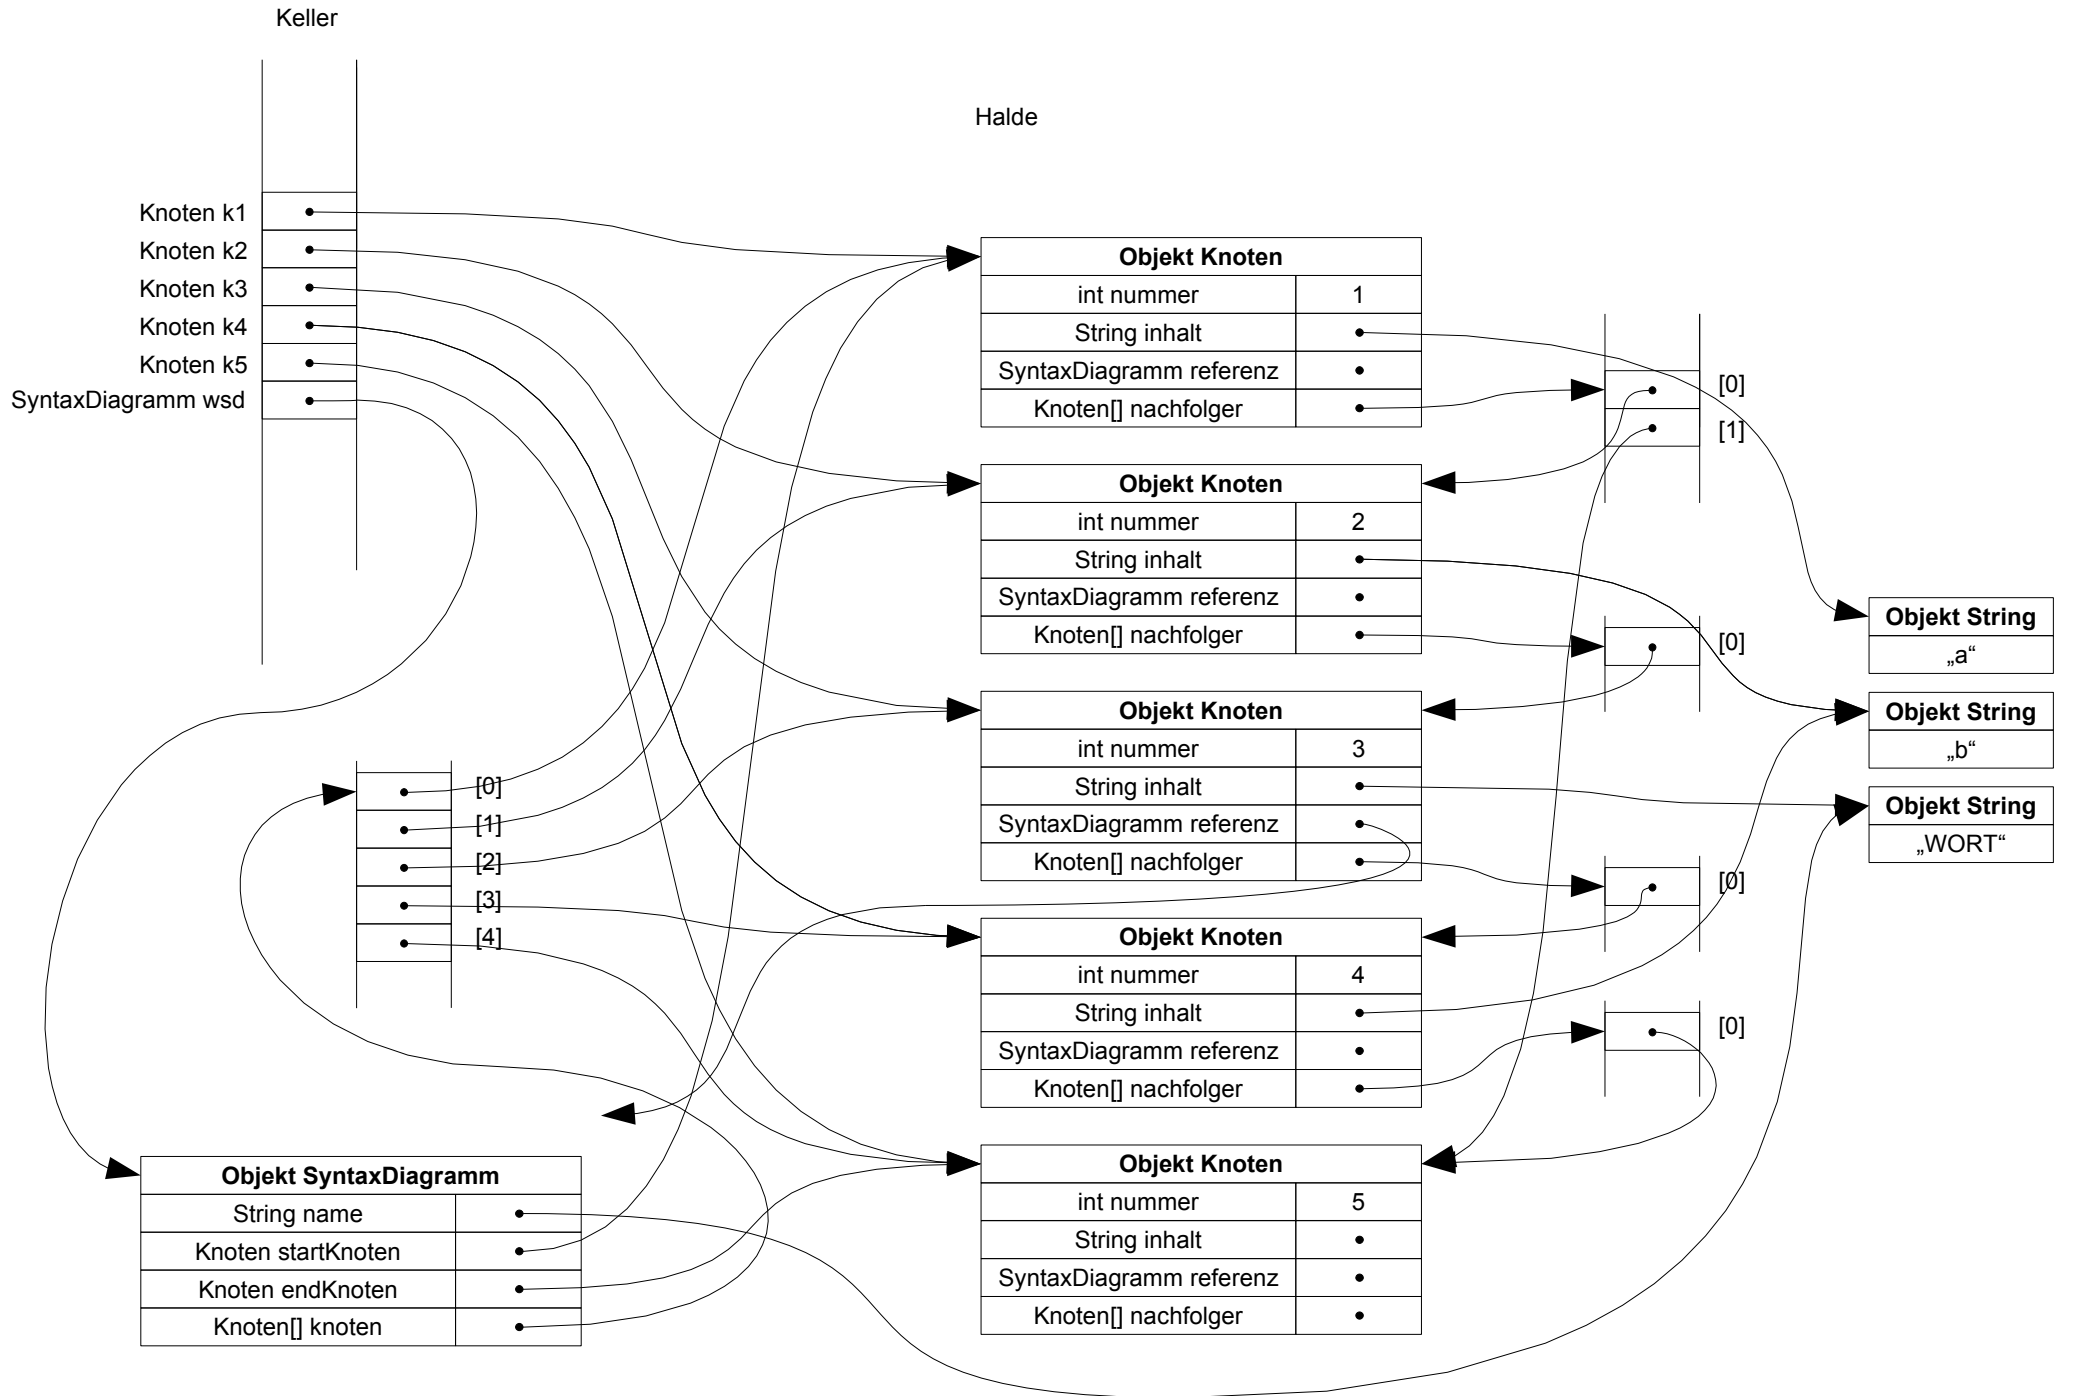 Keller
Halde
Knoten k1
Knoten k2
Knoten k3
Knoten k4
Knoten k5
SyntaxDiagramm wsd
Objekt Knoten
int nummer 1
String inhalt
SyntaxDiagramm referenz
Knoten[] nachfolger
[0]
[1]
Objekt Knoten
int nummer 2
String inhalt
SyntaxDiagramm referenz
Knoten[] nachfolger
[0]
Objekt String
„a“
Objekt String
„b“
Objekt String
„WORT“
Objekt Knoten
int nummer 3
String inhalt
SyntaxDiagramm referenz
Knoten[] nachfolger
[0]
[0]
[1]
[2]
[3]
[4]
Objekt Knoten
int nummer 4
String inhalt
SyntaxDiagramm referenz
Knoten[] nachfolger
[0]
Objekt SyntaxDiagramm
String name
Knoten startKnoten
Knoten endKnoten
Knoten[] knoten
Objekt Knoten
int nummer 5
String inhalt
SyntaxDiagramm referenz
Knoten[] nachfolger